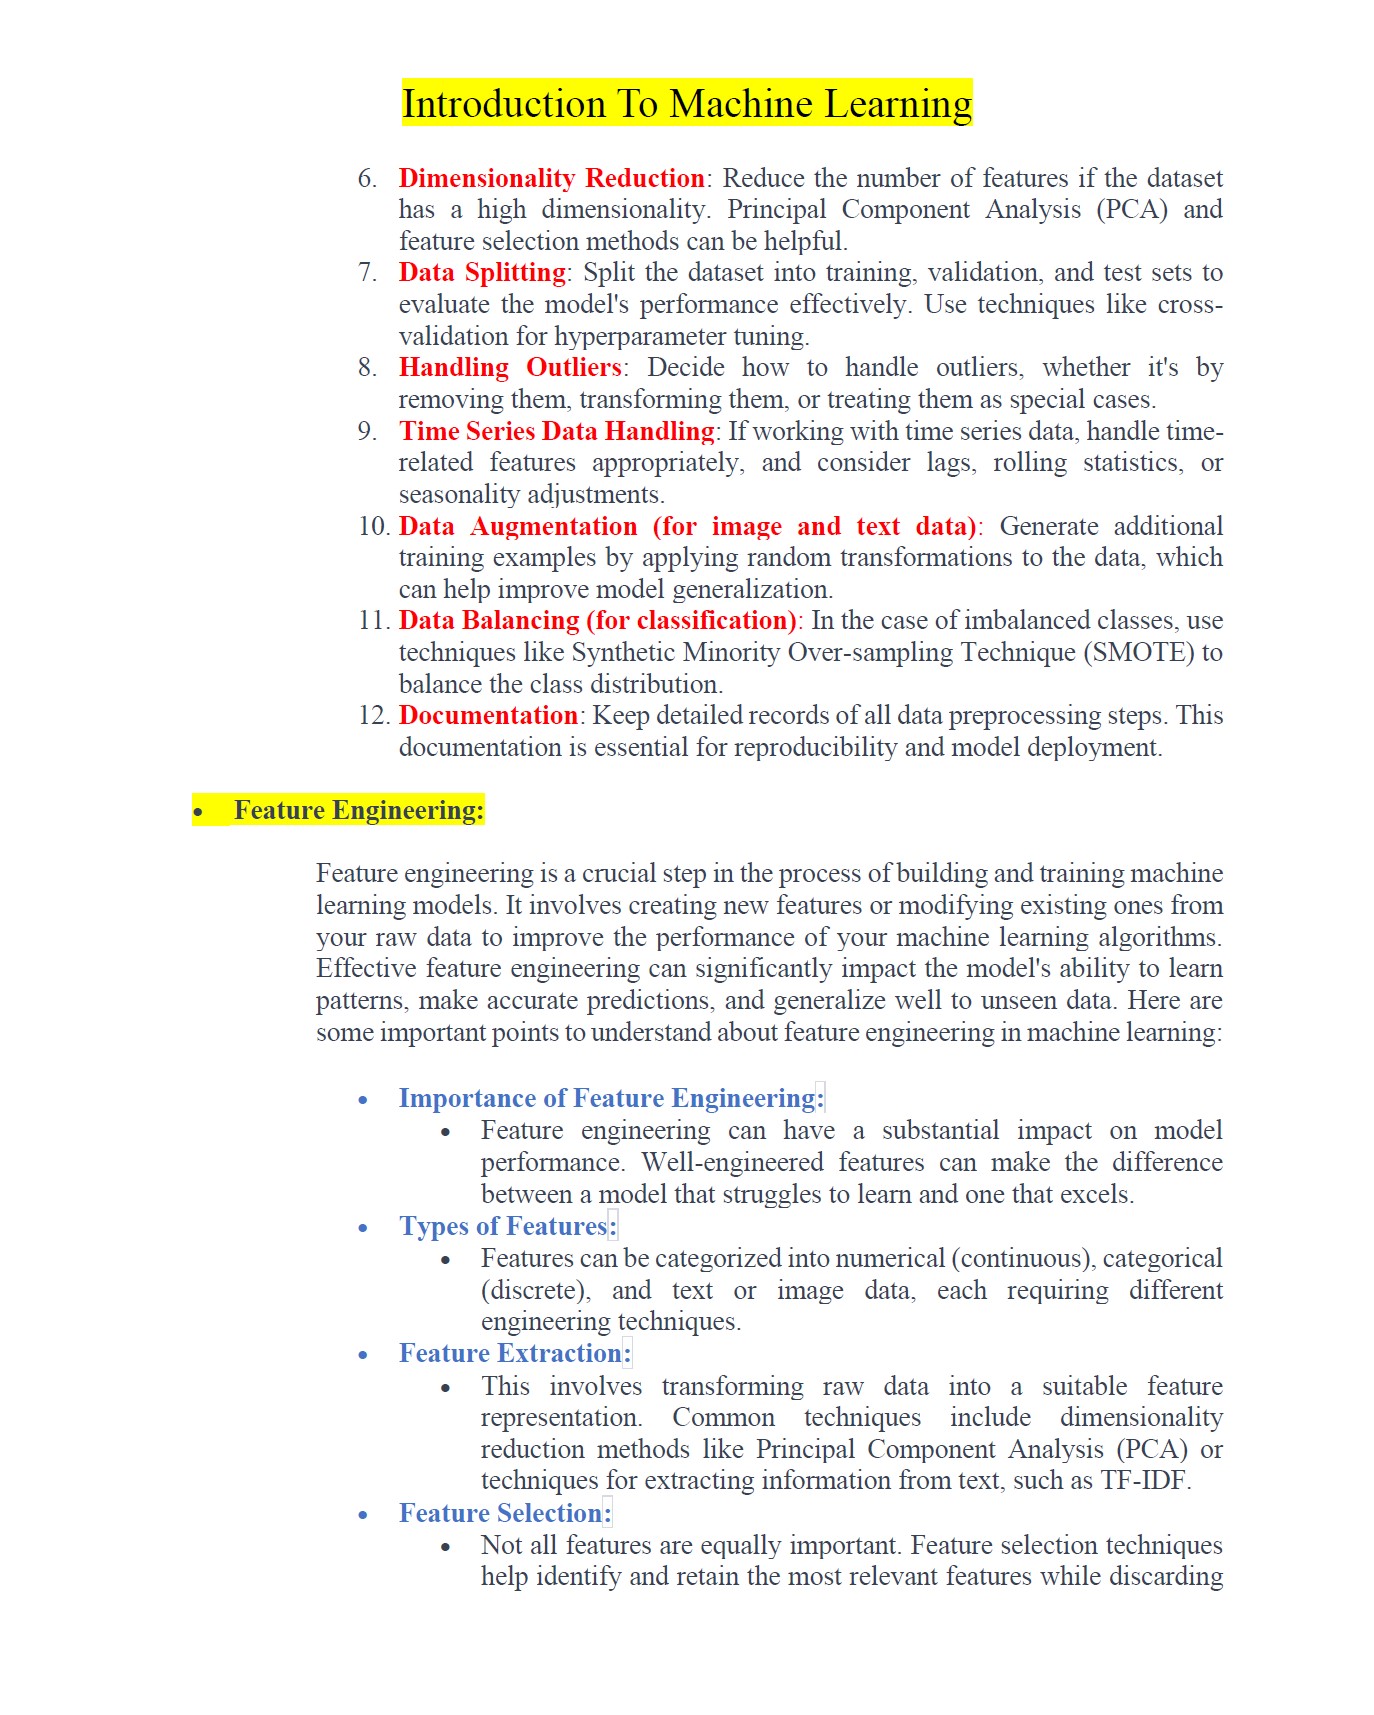 Introduction To Machine Learning
6. Dimensionality Reduction: Reduce the number of features if the dataset
has a high dimensionality. Principal Component Analysis (PCA) and
feature selection methods can be helpful.
7. Data Splitting: Split the dataset into training, validation, and test sets to
evaluate the model's performance effectively. Use techniques like cross-
validation for hyperparameter tuning.
8. Handling Outliers: Decide how to handle outliers, whether it's by
removing them, transforming them, or treating them as special cases.
9. Time Series Data Handling: If working with time series data, handle time-
related features appropriately, and consider lags, rolling statistics, or
seasonality adjustments.
10. Data Augmentation (for image and text data): Generate additional
training examples by applying random transformations to the data, which
can help improve model generalization.
11. Data Balancing (for classification): In the case of imbalanced classes, use
techniques like Synthetic Minority Over-sampling Technique (SMOTE) to
balance the class distribution.
12. Documentation: Keep detailed records of all data preprocessing steps. This
documentation is essential for reproducibility and model deployment.
• Feature Engineering:
Feature engineering is a crucial step in the process of building and training machine
learning models. It involves creating new features or modifying existing ones from
your raw data to improve the performance of your machine learning algorithms.
Effective feature engineering can significantly impact the model's ability to learn
patterns, make accurate predictions, and generalize well to unseen data. Here are
some important points to understand about feature engineering in machine learning:
• Importance of Feature Engineering:
• Feature engineering can have a substantial impact on model
performance. Well-engineered features can make the difference
between a model that struggles to learn and one that excels.
• Types of Features:
• Features can be categorized into numerical (continuous), categorical
(discrete), and text or image data, each requiring different
engineering techniques.
• Feature Extraction:
• This involves transforming raw data into a suitable feature
representation. Common techniques include dimensionality
reduction methods like Principal Component Analysis (PCA) or
techniques for extracting information from text, such as TF-IDF.
• Feature Selection:
• Not all features are equally important. Feature selection techniques
help identify and retain the most relevant features while discarding